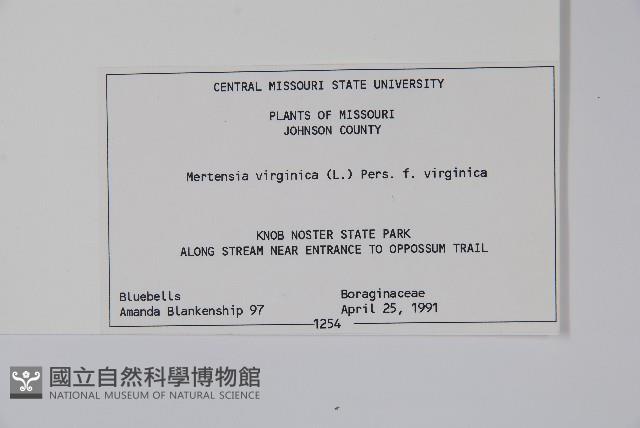 CENTRAL MISSOURI STATE UNIVERSITY
PLANTS OF MISSOURI
JOHNSON COUNTY
Mertensia virginica (L.) Pers. f. virginica
KNOB NOSTER STATE PARK
ALONG STREAM NEAR ENTRANCE TO OPPOSSUM TRAIL
Bluebells Boraginaceae
Amanda Blankenship 97 April 25, 1991
1254
國立自然科學博物館
NATIONAL MUSEUM OF NATURAL SCIENCE